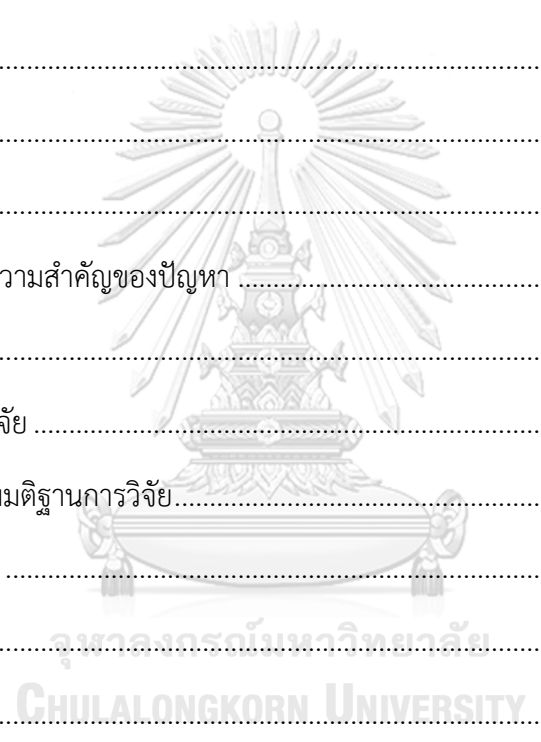 ........................................................................
........................................................................
........................................................................
วามสำคัญของปัญหา ........................................
........................................................................
จัย ....................................................................
มมติฐานการวิจัย.................................................
........................................................................
........................................................................
จุฬาลงกรณ์มหาวิทยาลัย
........................................................................
CHULALONGKORN UNIVERSITY